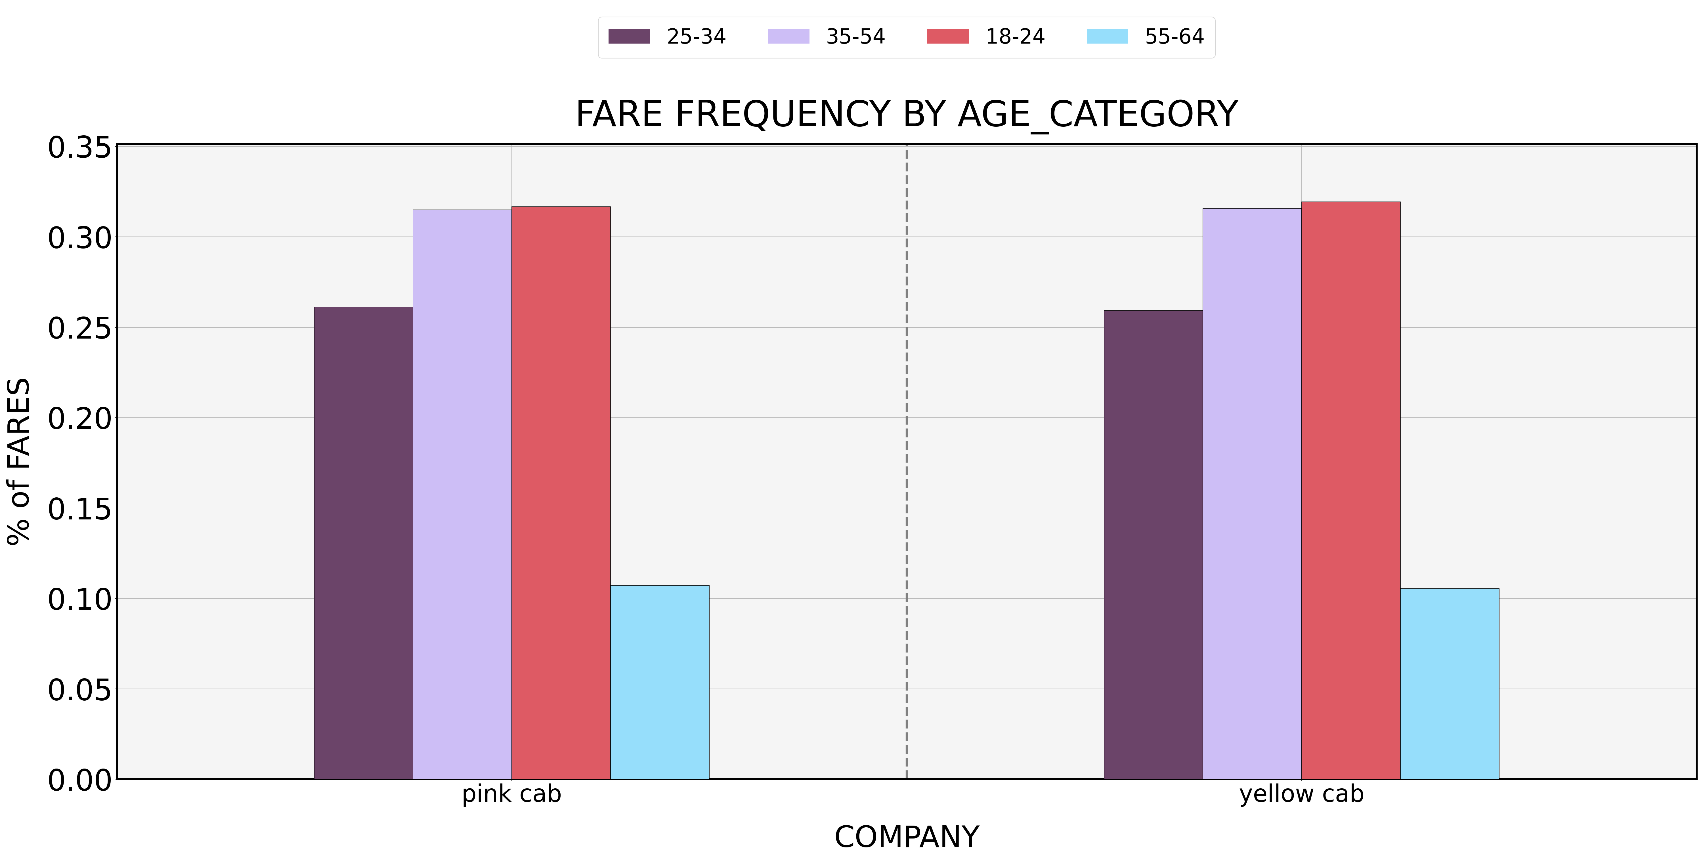 25-34 35-54 18-24 55-64
FARE FREQUENCY BY AGE_CATEGORY
0.35
0.30
0.25
0.20
0.15
0.10
0.05
0.00
% of FARES
pink cab yellow cab
COMPANY